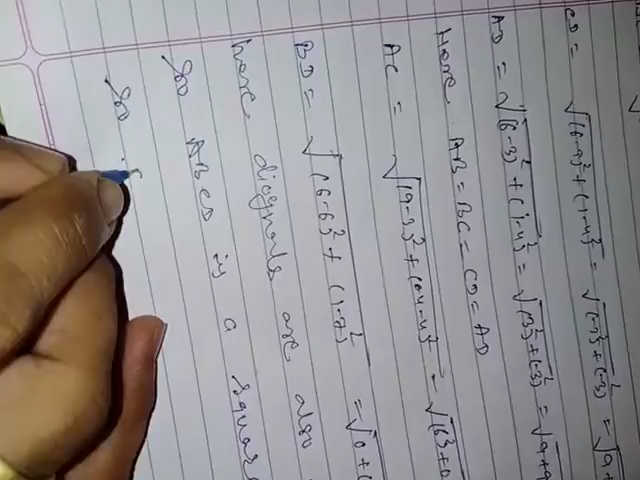 CD = √(6-9)² + (1-4)² = √(-3)² + (-3)² = √9+
AD = √(6-3)² + (1-4)² = √(3)² + (-3)² = √9+9
Here AB = BC = CD = AD
AC = √(9-3)² + (4-4)² = √(6)² + 0
BD = √(6-6)² + (1-7)² = √0+(
here diagonals are also
So ABCD is a square
So